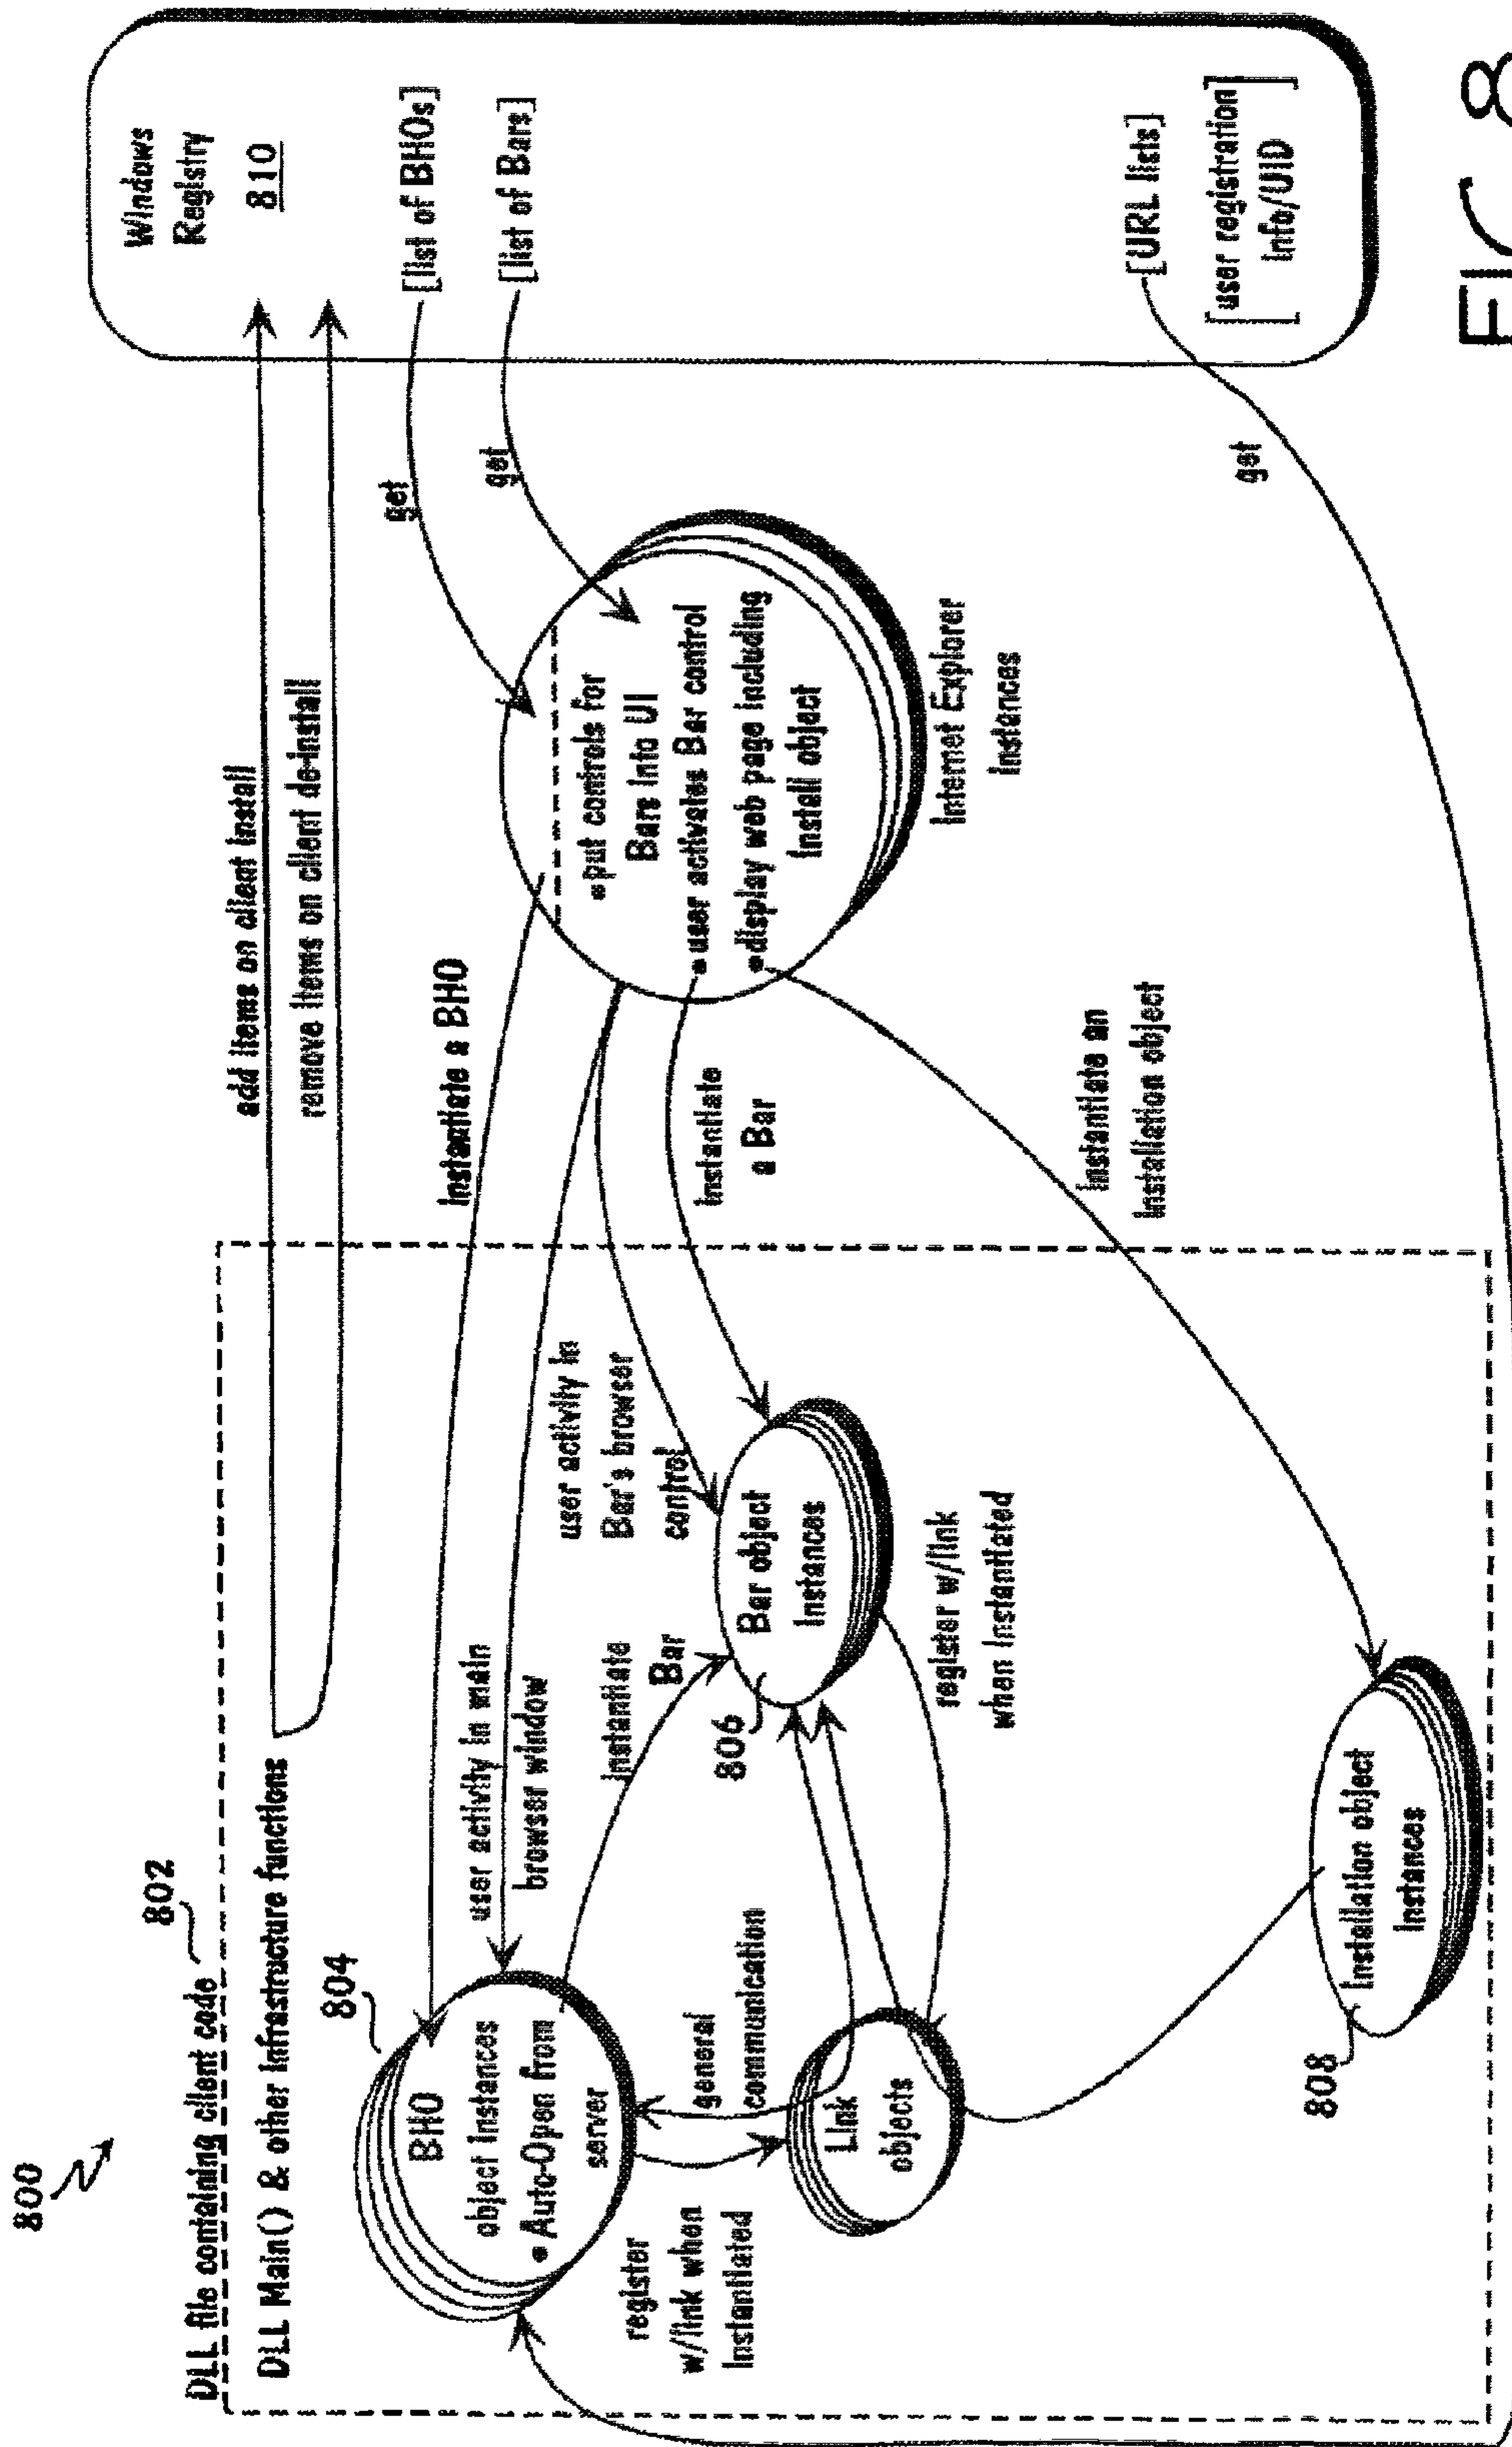 800
DLL file containing client code
802
DLL Main() & other infrastructure functions
add items on client install
remove items on client de-install
Windows
Registry
810
[list of BHOs]
[list of Bars]
[URL lists]
[user registration
info/UID]
get
get
get
804
BHO
object instances
• Auto-Open from
server
Instantiate a BHO
user activity in main
browser window
user activity in
Bar's browser
control
instantiate
a Bar
instantiate
Bar
806
Bar object
instances
•put controls for
Bars into UI
•user activates Bar control
•display web page including
install object
Internet Explorer
instances
general
communication
register
w/link when
instantiated
Link
objects
register w/link
when instantiated
instantiate an
installation object
808
Installation object
instances
FIG. 8